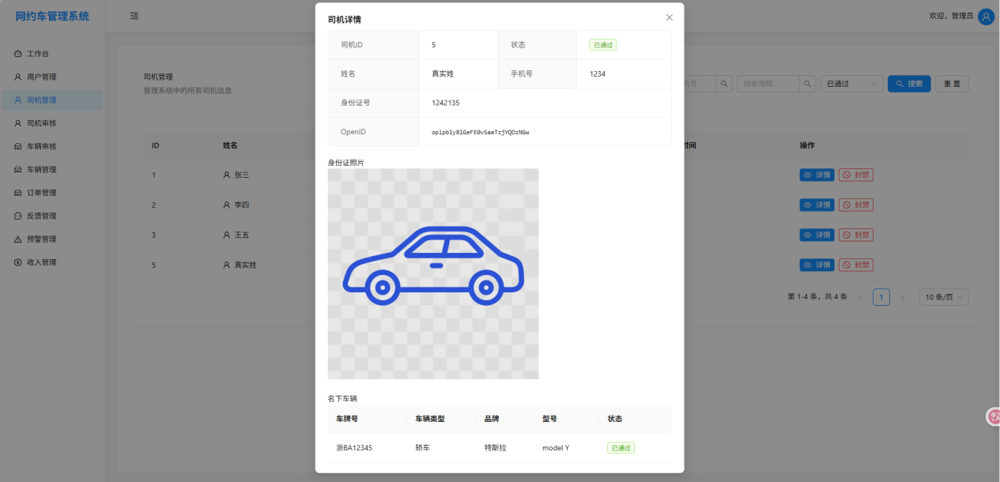 网约车管理系统
欢迎，管理员
工作台
用户管理
司机管理
司机审核
车辆审核
车辆管理
订单管理
反馈管理
预警管理
收入管理
司机管理
管理系统中的所有司机信息
机号 搜索驾照... 已通过 搜索 重 置
ID 姓名 时间 操作
1 张三 详情 封禁
2 李四 详情 封禁
3 王五 详情 封禁
5 真实姓 详情 封禁
第 1-4 条，共 4 条 1 10 条/页
司机详情
司机ID 5 状态 已通过
姓名 真实姓 手机号 1234
身份证号 1242135
OpenID oplpb1yB1GeFE0vSaaTzjYQOzNGw
身份证照片
名下车辆
车牌号 车辆类型 品牌 型号 状态
浙BA12345 轿车 特斯拉 model Y 已通过